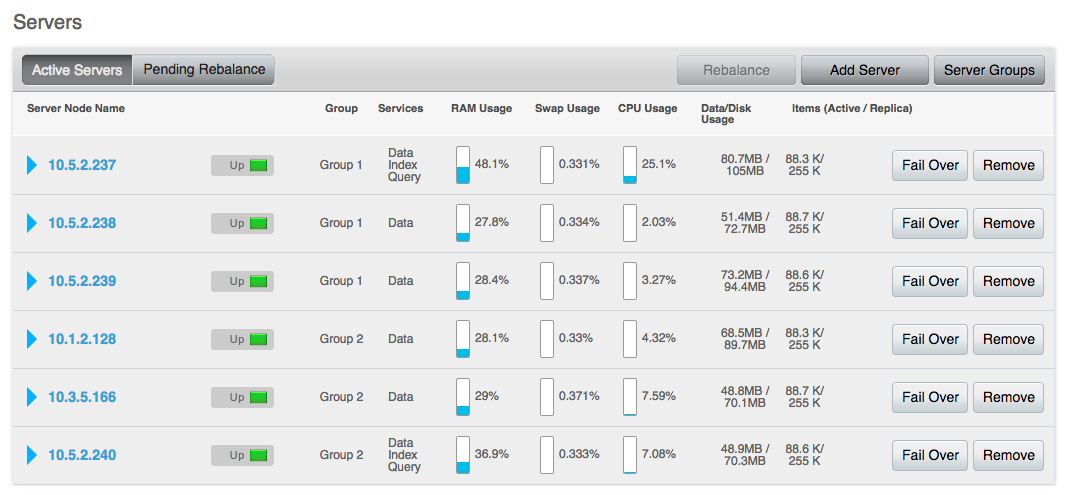 Servers
Active Servers Pending Rebalance Rebalance Add Server Server Groups
Server Node Name Group Services RAM Usage Swap Usage CPU Usage Data/Disk Usage Items (Active / Replica)
10.5.2.237 Up Group 1 Data Index Query 48.1% 0.331% 25.1% 80.7MB / 105MB 88.3 K/ 255 K Fail Over Remove
10.5.2.238 Up Group 1 Data 27.8% 0.334% 2.03% 51.4MB / 72.7MB 88.7 K/ 255 K Fail Over Remove
10.5.2.239 Up Group 1 Data 28.4% 0.337% 3.27% 73.2MB / 94.4MB 88.6 K/ 255 K Fail Over Remove
10.1.2.128 Up Group 2 Data 28.1% 0.33% 4.32% 68.5MB / 89.7MB 88.3 K/ 255 K Fail Over Remove
10.3.5.166 Up Group 2 Data 29% 0.371% 7.59% 48.8MB / 70.1MB 88.7 K/ 255 K Fail Over Remove
10.5.2.240 Up Group 2 Data Index Query 36.9% 0.333% 7.08% 48.9MB / 70.3MB 88.6 K/ 255 K Fail Over Remove